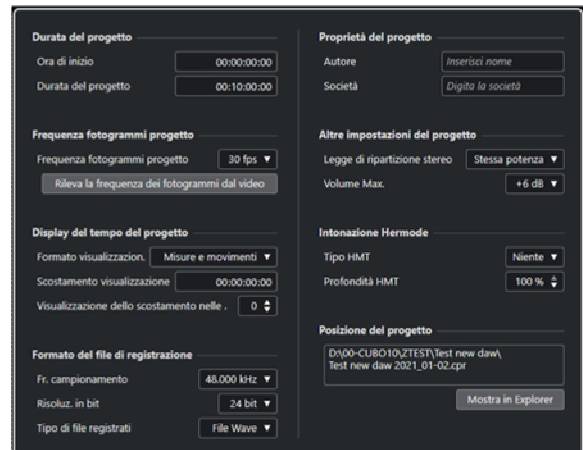 Durata del progetto
Ora di inizio 00:00:00:00
Durata del progetto 00:10:00:00
Frequenza fotogrammi progetto
Frequenza fotogrammi progetto 30 fps
Rileva la frequenza dei fotogrammi dal video
Display del tempo del progetto
Formato visualizzazion. Misure e movimenti
Scostamento visualizzazione 00:00:00:00
Visualizzazione dello scostamento nelle . 0
Formato del file di registrazione
Fr. campionamento 48.000 kHz
Risoluz. in bit 24 bit
Tipo di file registrati File Wave
Proprietà del progetto
Autore Inserisci nome
Società Digita la società
Altre impostazioni del progetto
Legge di ripartizione stereo Stessa potenza
Volume Max. +6 dB
Intonazione Hermode
Tipo HMT Niente
Profondità HMT 100 %
Posizione del progetto
D:\00-CUBO10\ZTEST\Test new daw\
Test new daw 2021_01-02.cpr
Mostra in Explorer